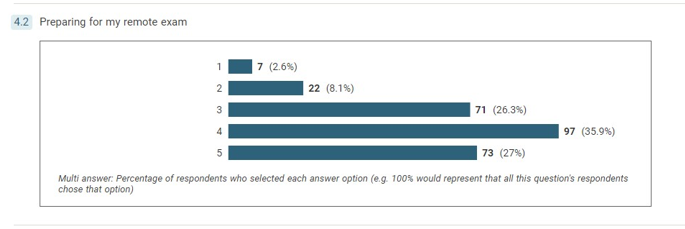 4.2 Preparing for my remote exam
1 7 (2.6%)
2 22 (8.1%)
3 71 (26.3%)
4 97 (35.9%)
5 73 (27%)
Multi answer: Percentage of respondents who selected each answer option (e.g. 100% would represent that all this question's respondents
chose that option)